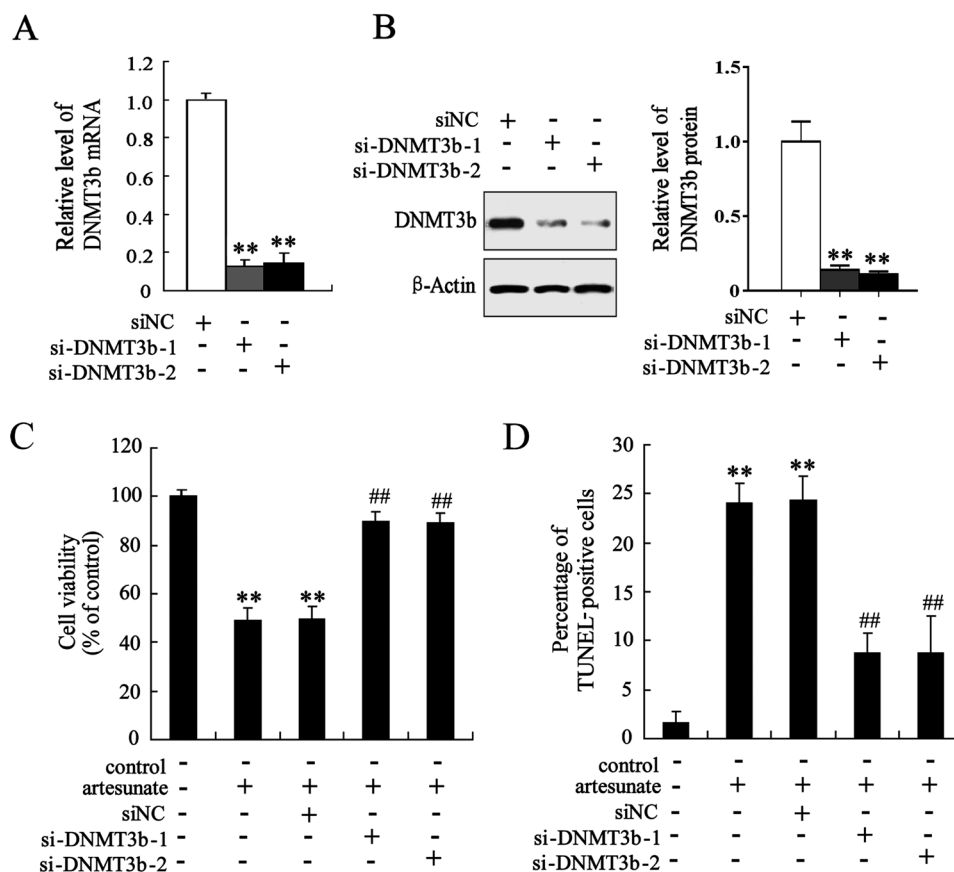 A
Relative level of
DNMT3b mRNA
1.2
1.0
0.8
0.6
0.4
0.2
0
** **
siNC + - -
si-DNMT3b-1 - + -
si-DNMT3b-2 - - +
B
siNC + - -
si-DNMT3b-1 - + -
si-DNMT3b-2 - - +
DNMT3b
β-Actin
Relative level of
DNMT3b protein
1.5
1.0
0.5
0.0
** **
siNC + - -
si-DNMT3b-1 - + -
si-DNMT3b-2 - - +
C
Cell viability
(% of control)
120
100
80
60
40
20
0
** ** ## ##
control - - - - -
artesunate - + + + +
siNC - - + - -
si-DNMT3b-1 - - - + -
si-DNMT3b-2 - - - - +
D
Percentage of
TUNEL-positive cells
30
25
20
15
10
5
0
** ** ## ##
control - - - - -
artesunate - + + + +
siNC - - + - -
si-DNMT3b-1 - - - + -
si-DNMT3b-2 - - - - +